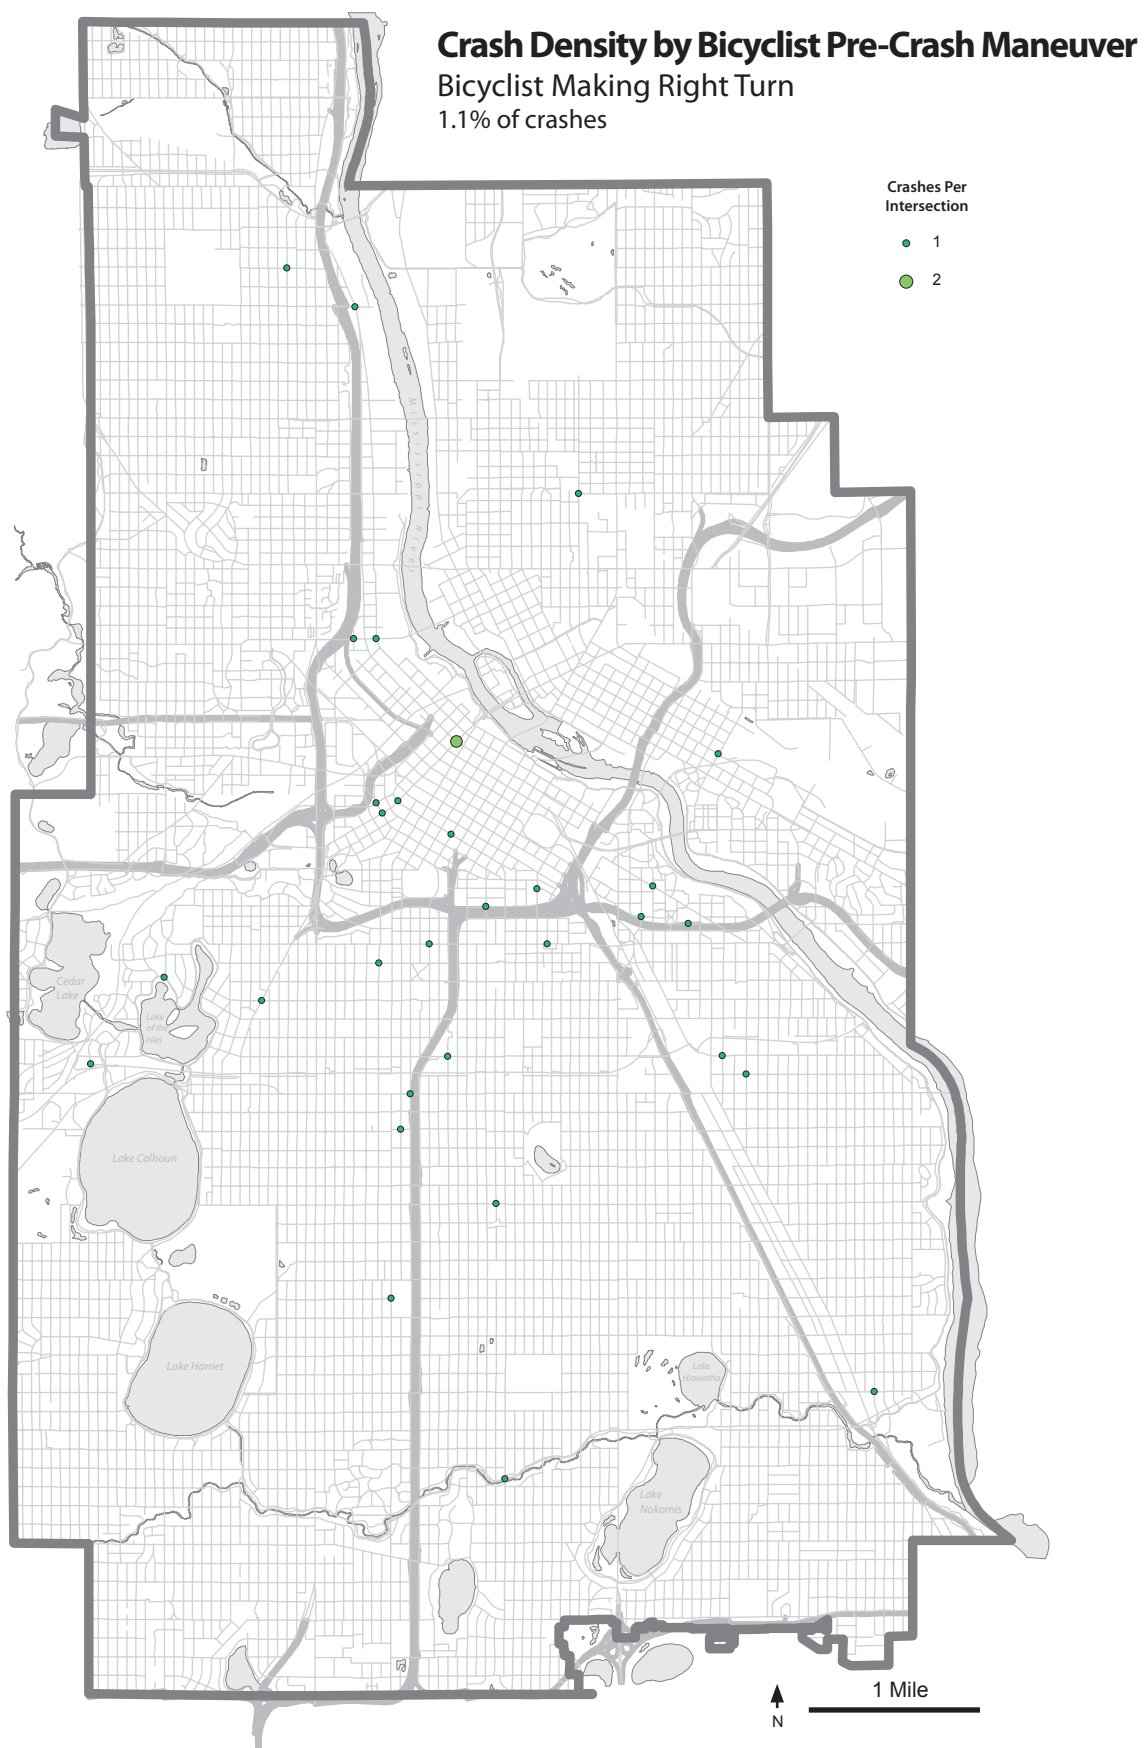 Crash Density by Bicyclist Pre-Crash Maneuver
Bicyclist Making Right Turn
1.1% of crashes
Crashes Per
Intersection
1
2
Mississippi River
Cedar
Lake
Lake
of the
Isles
Lake Calhoun
Lake Harriet
Lake
Hiawatha
Lake
Nokomis
1 Mile
N